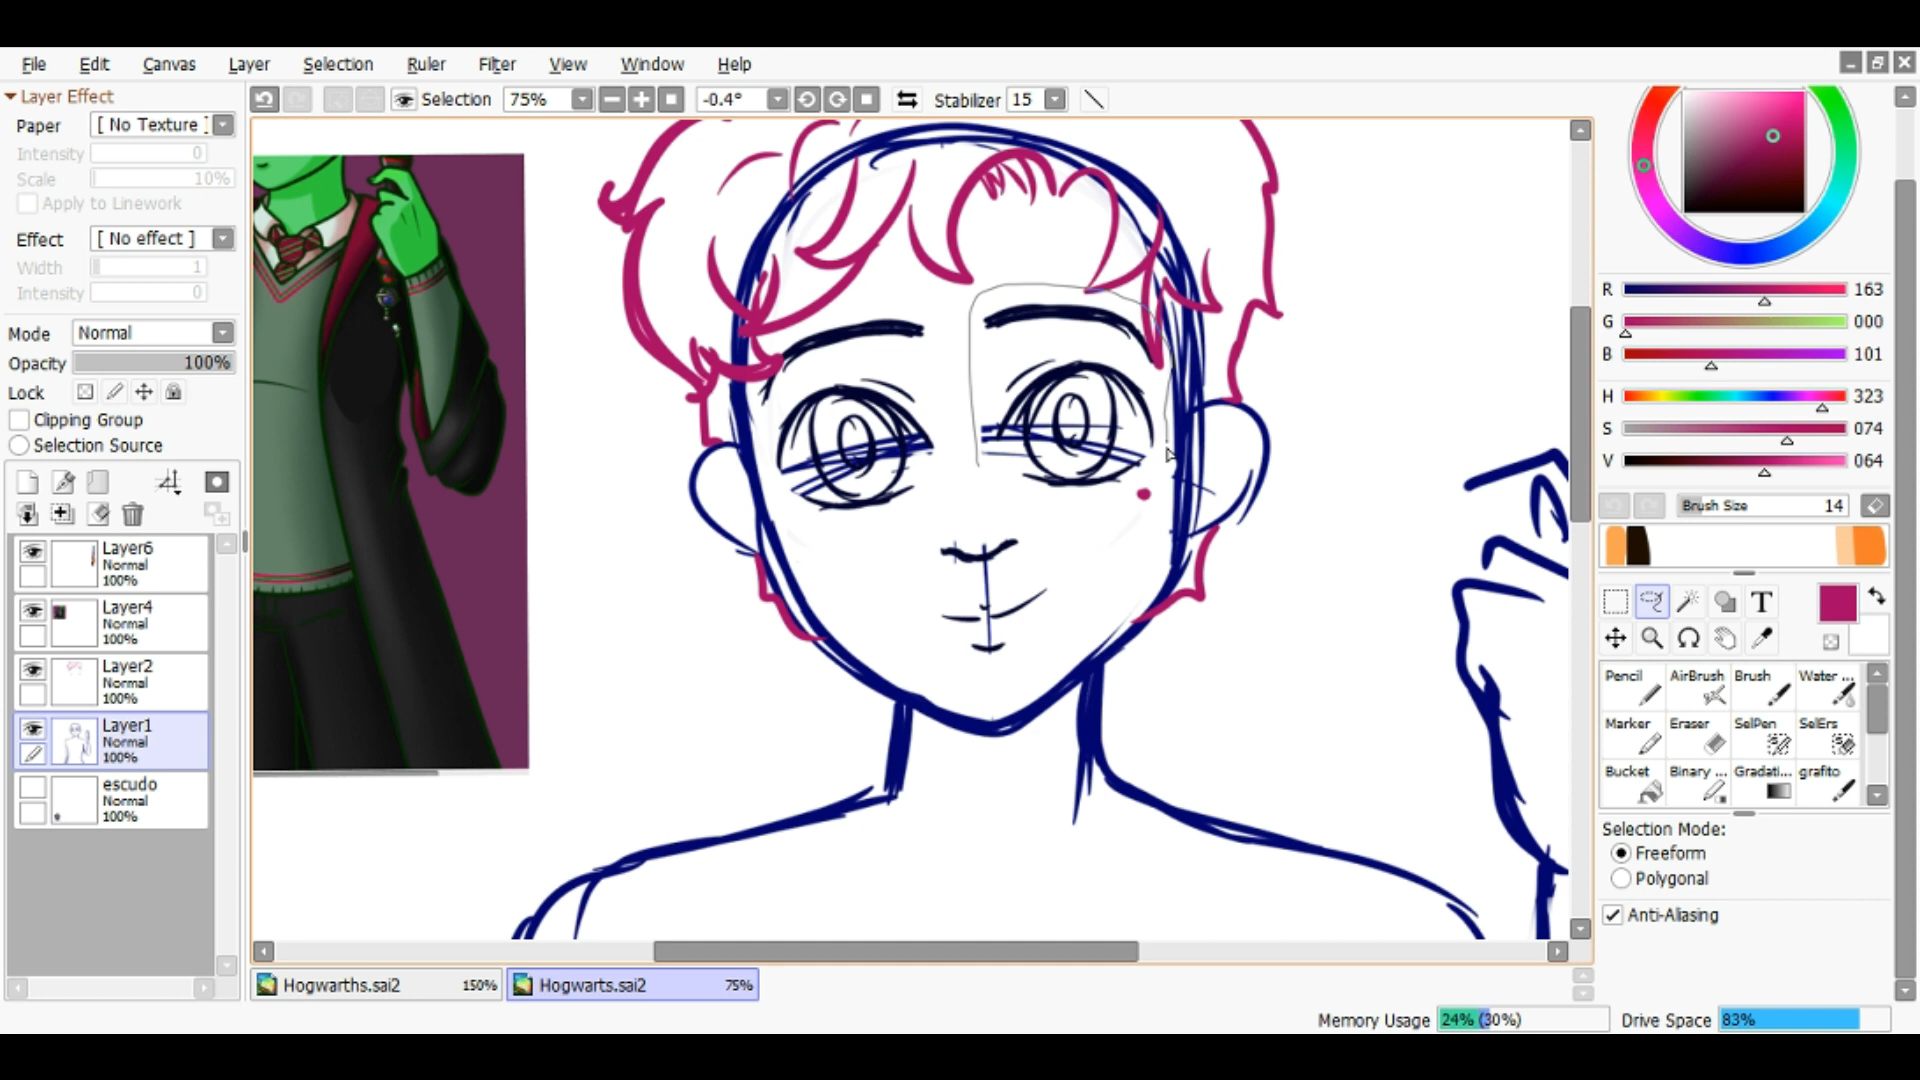 File Edit Canvas Layer Selection Ruler Filter View Window Help
Layer Effect
Paper [ No Texture ]
Intensity 0
Scale 10%
Apply to Linework
Effect [ No effect ]
Width 1
Intensity 0
Mode Normal
Opacity 100%
Lock
Clipping Group
Selection Source
Layer6
Normal
100%
Layer4
Normal
100%
Layer2
Normal
100%
Layer1
Normal
100%
escudo
Normal
100%
Selection 75% -0.4° Stabilizer 15
Hogwarths.sai2 150% Hogwarts.sai2 75%
R 163
G 000
B 101
H 323
S 074
V 064
Brush Size 14
T
Pencil AirBrush Brush Water ...
Marker Eraser SelPen SelErs
Bucket Binary ... Gradati... grafito
Selection Mode:
Freeform
Polygonal
Anti-Aliasing
Memory Usage 24% (30%) Drive Space 83%